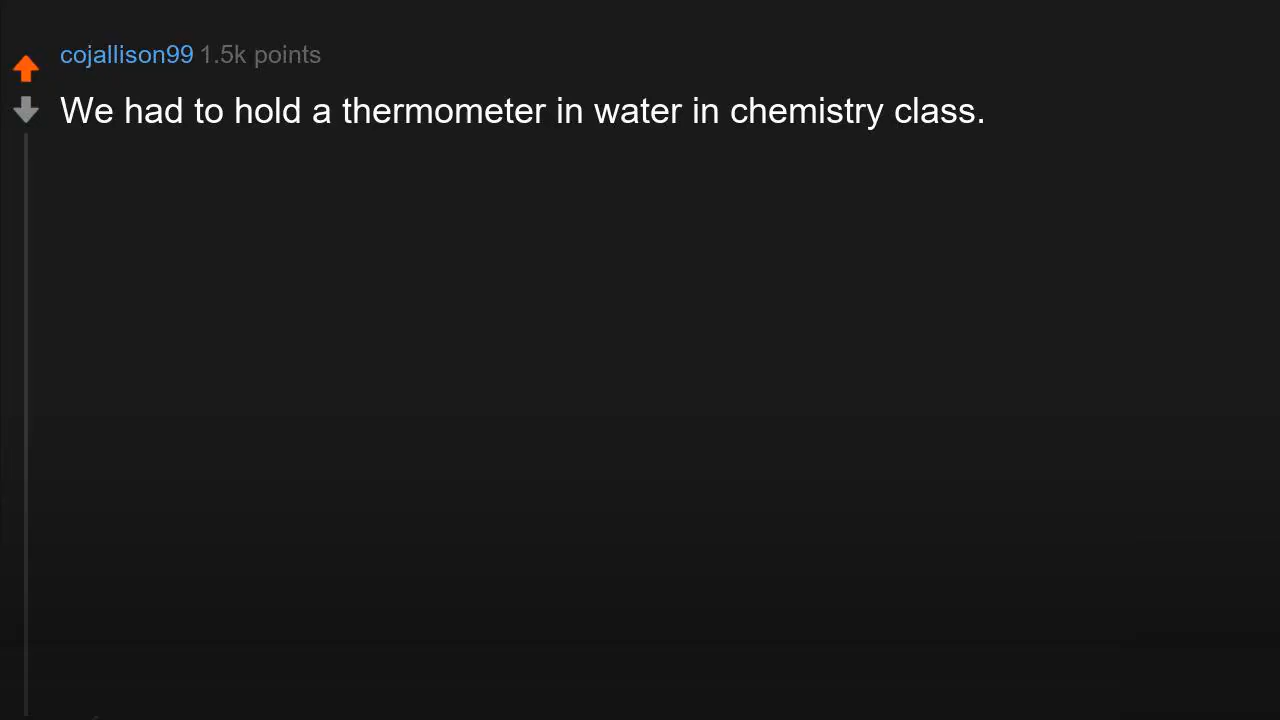 cojallison99 1.5k points
We had to hold a thermometer in water in chemistry class.